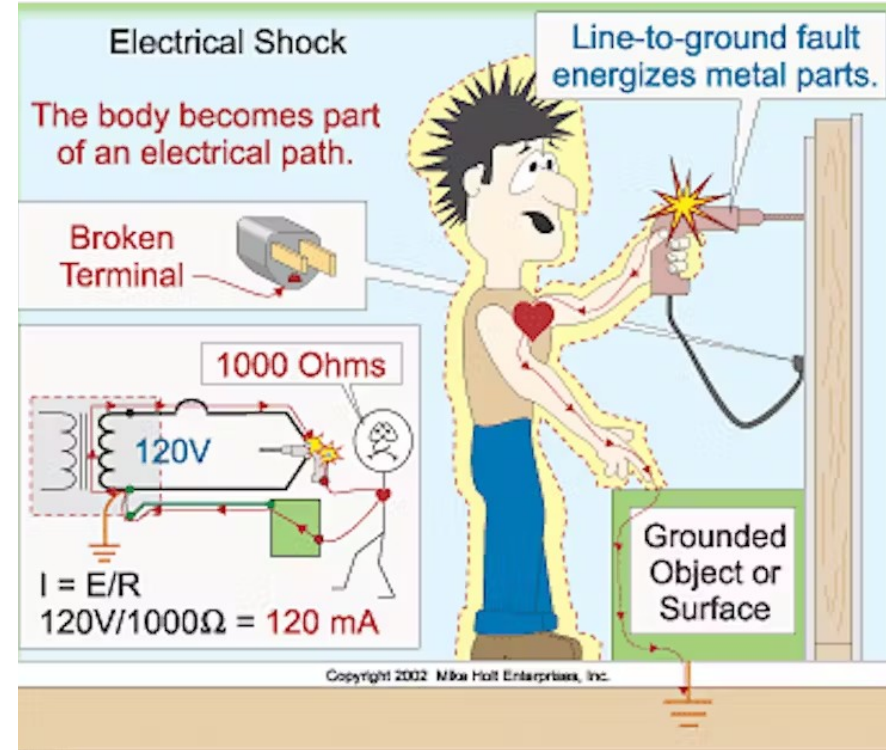 Electrical Shock
The body becomes part
of an electrical path.
Line-to-ground fault
energizes metal parts.
Broken
Terminal
1000 Ohms
120V
I = E/R
120V/1000Ω = 120 mA
Grounded
Object or
Surface
Copyright 2002 Mike Holt Enterprises, Inc.